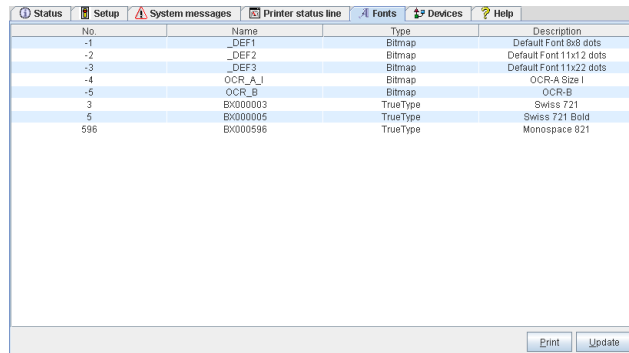 Status Setup System messages Printer status line Fonts Devices Help
No. Name Type Description
-1 _DEF1 Bitmap Default Font 8x8 dots
-2 _DEF2 Bitmap Default Font 11x12 dots
-3 _DEF3 Bitmap Default Font 11x22 dots
-4 OCR_A_I Bitmap OCR-A Size I
-5 OCR_B Bitmap OCR-B
3 BX000003 TrueType Swiss 721
5 BX000005 TrueType Swiss 721 Bold
596 BX000596 TrueType Monospace 821
Print Update